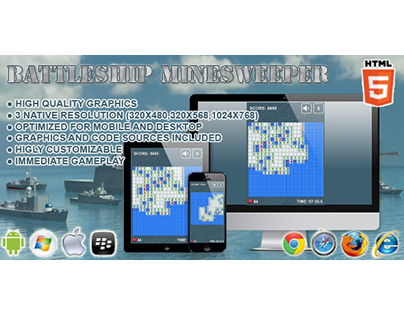 BATTLESHIP MINESWEEPER
HTML
5
• HIGH QUALITY GRAPHICS
• 3 NATIVE RESOLUTION (320X480,320X568,1024X768)
• OPTIMIZED FOR MOBILE AND DESKTOP
• GRAPHICS AND CODE SOURCES INCLUDED
• HIGLY CUSTOMIZABLE
• IMMEDIATE GAMEPLAY
SCORE: 8650
X